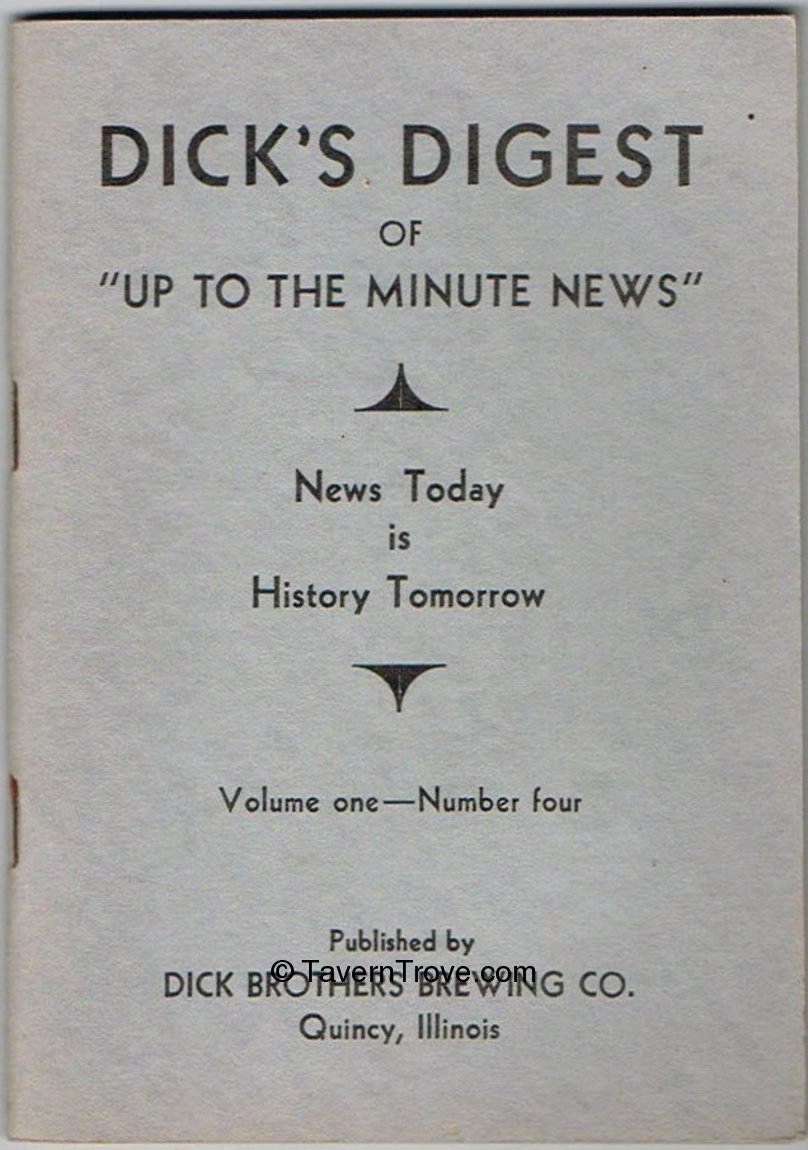 DICK'S DIGEST
OF
"UP TO THE MINUTE NEWS"
News Today
is
History Tomorrow
Volume one—Number four
Published by
© TavernTrove.com
DICK BROTHERS BREWING CO.
Quincy, Illinois